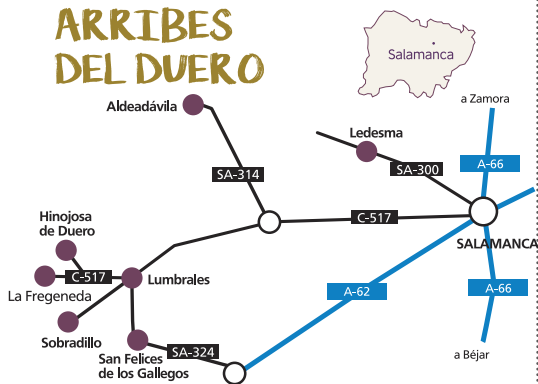 ARRIBES
DEL DUERO
Salamanca
a Zamora
Aldeadávila
Ledesma
A-66
SA-300
SA-314
Hinojosa
de Duero
C-517
SALAMANCA
C-517
Lumbrales
La Fregeneda
A-62
A-66
Sobradillo
San Felices
de los Gallegos
SA-324
a Béjar